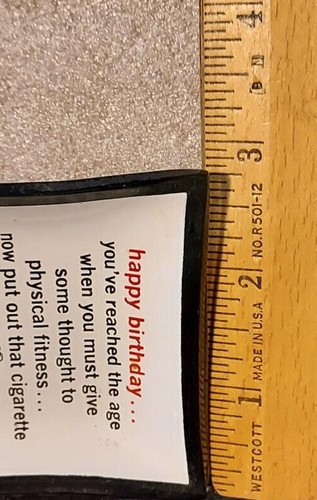 happy birthday...
you've reached the age
when you must give
some thought to
physical fitness...
now put out that cigarette
WESTCOTT MADE IN U.S.A NO.R501-12 B N
1 2 3 4